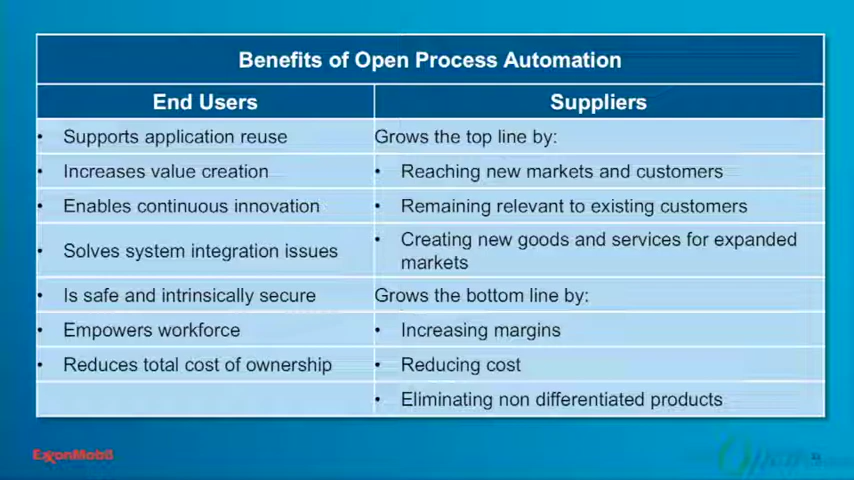 Benefits of Open Process Automation
End Users
Suppliers
• Supports application reuse
Grows the top line by:
• Increases value creation
• Reaching new markets and customers
• Enables continuous innovation
• Remaining relevant to existing customers
• Solves system integration issues
• Creating new goods and services for expanded
markets
• Is safe and intrinsically secure
Grows the bottom line by:
• Empowers workforce
• Increasing margins
• Reduces total cost of ownership
• Reducing cost
• Eliminating non differentiated products
ExxonMobil
Open